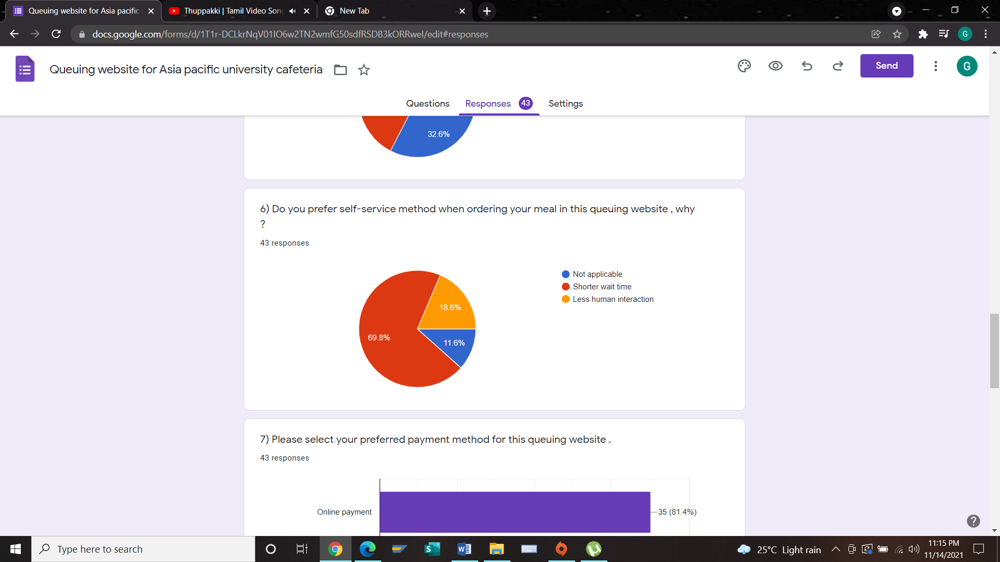 Queuing website for Asia pacific
Thuppakki | Tamil Video Song
New Tab
docs.google.com/forms/d/1T1r-DCLkrNqV01IO6w2TN2wmfG50sdfRSDB3kORRweI/edit#responses
G
Queuing website for Asia pacific university cafeteria
Send
G
Questions
Responses 43
Settings
32.6%
6) Do you prefer self-service method when ordering your meal in this queuing website , why
?
43 responses
Not applicable
Shorter wait time
Less human interaction
18.6%
69.8%
11.6%
7) Please select your preferred payment method for this queuing website .
43 responses
Online payment
35 (81.4%)
Type here to search
25°C Light rain
11:15 PM
11/14/2021